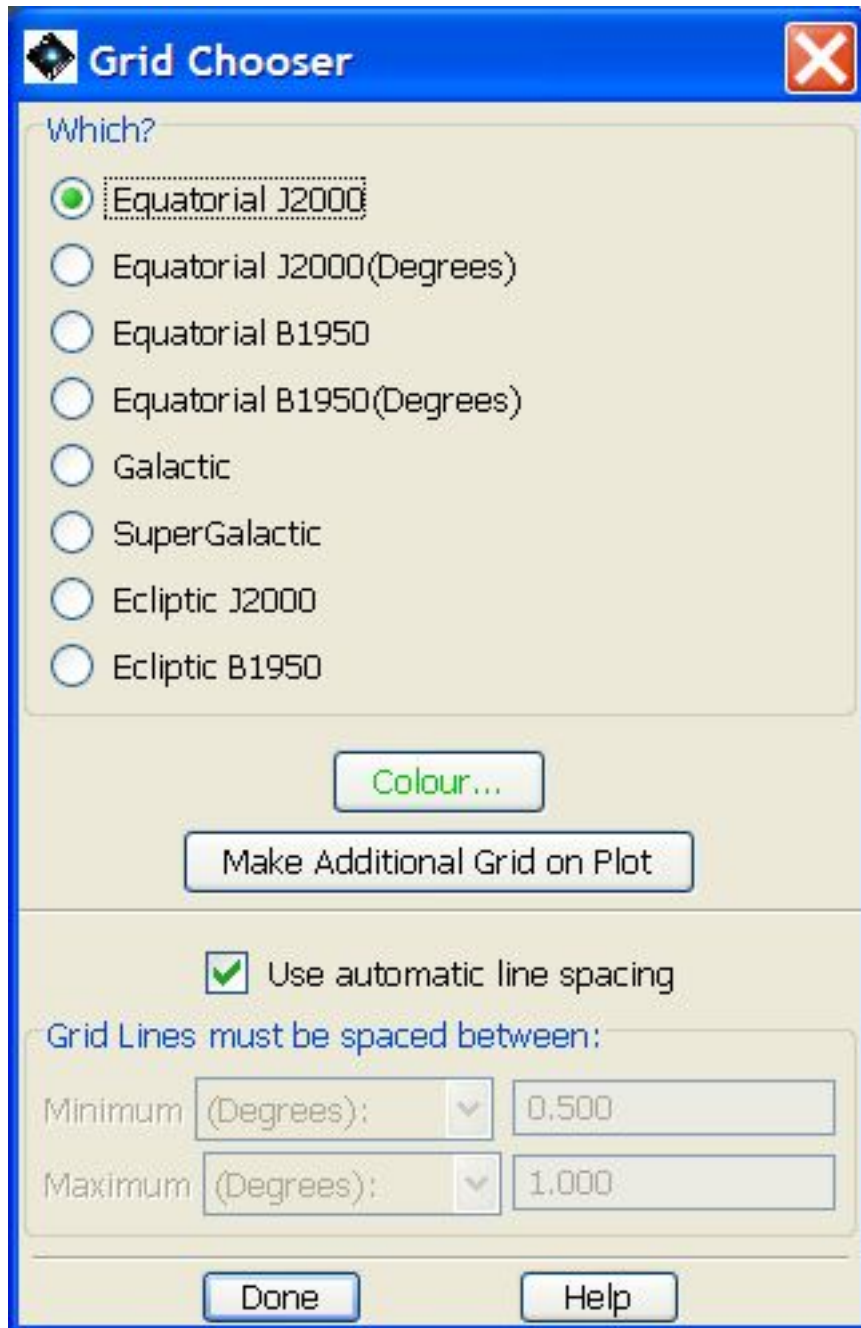 Grid Chooser
Which?
Equatorial J2000
Equatorial J2000(Degrees)
Equatorial B1950
Equatorial B1950(Degrees)
Galactic
SuperGalactic
Ecliptic J2000
Ecliptic B1950
Colour...
Make Additional Grid on Plot
Use automatic line spacing
Grid Lines must be spaced between:
Minimum (Degrees): 0.500
Maximum (Degrees): 1.000
Done Help